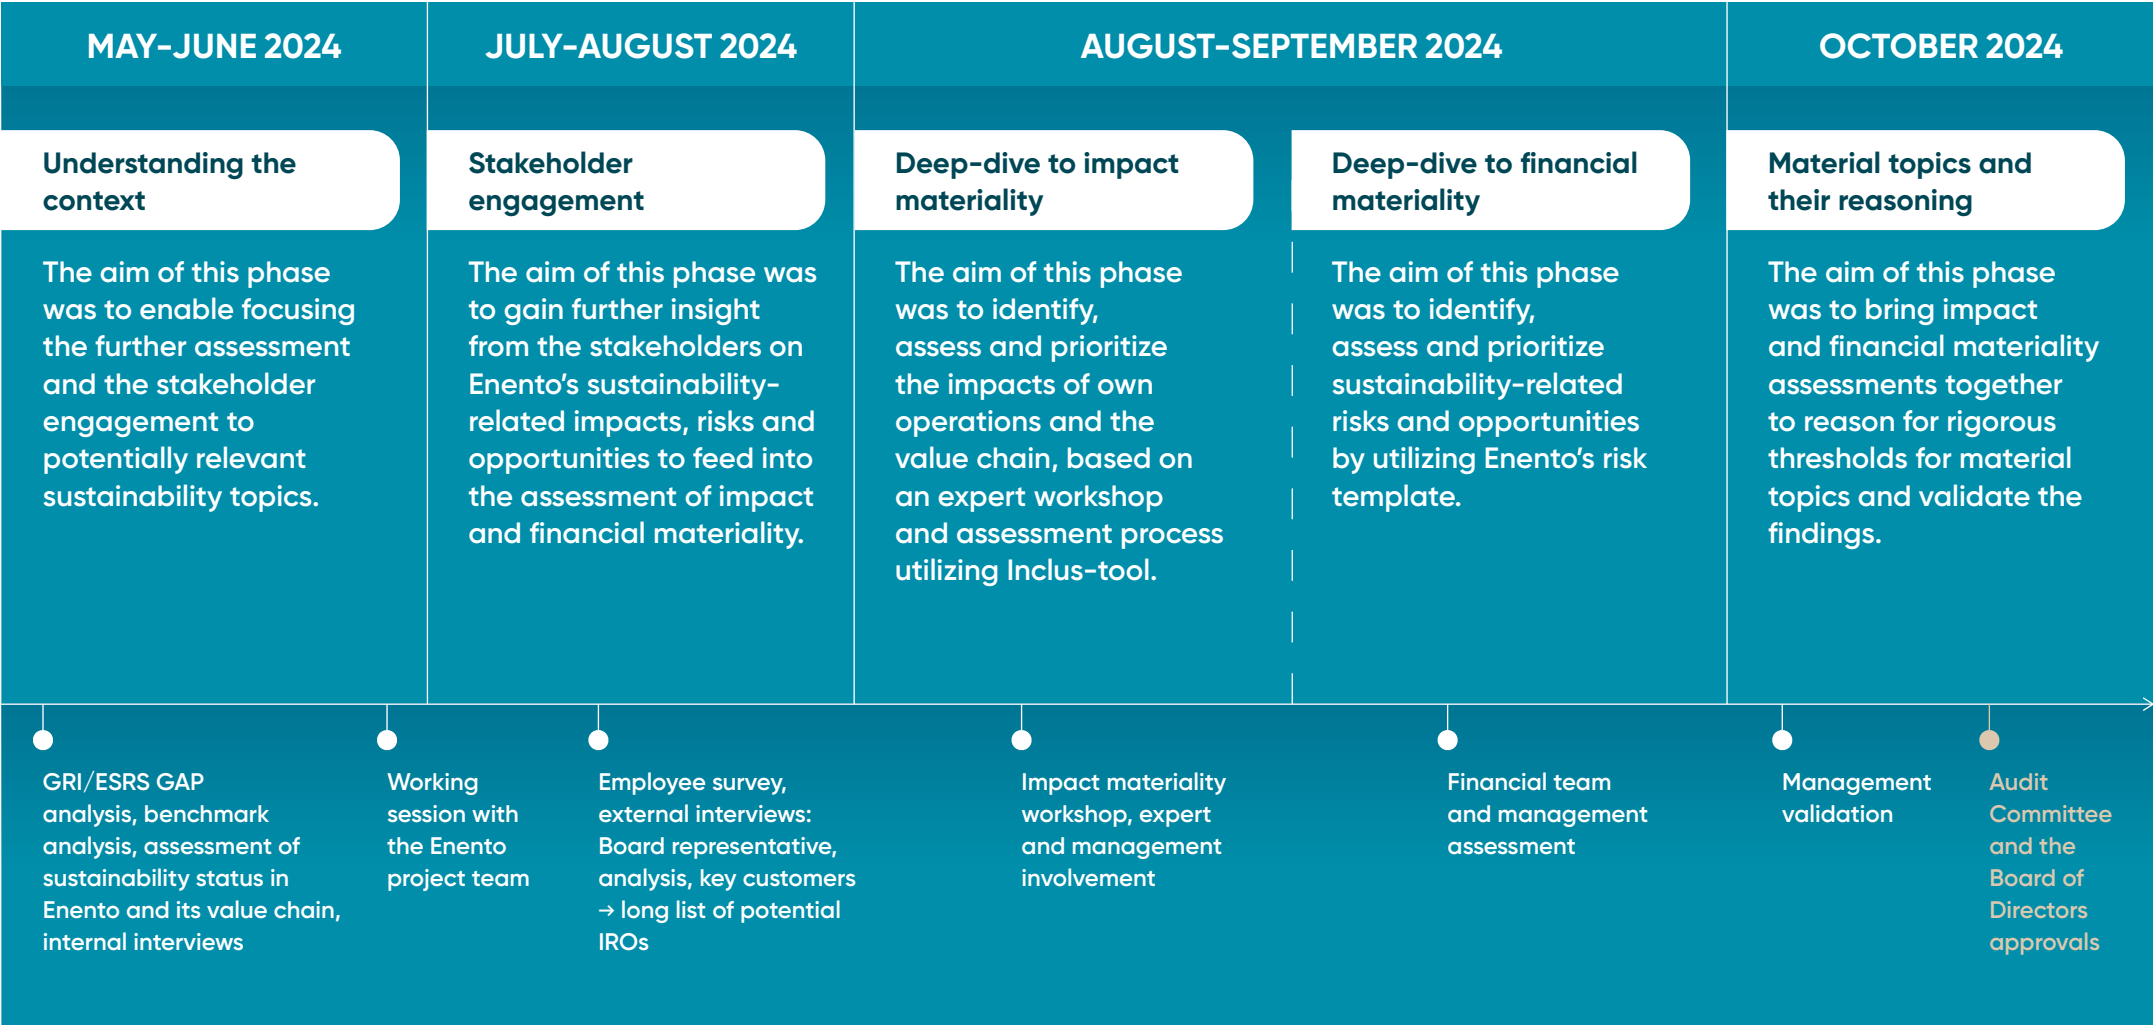 MAY-JUNE 2024
JULY-AUGUST 2024
AUGUST-SEPTEMBER 2024
OCTOBER 2024
Understanding the
context
The aim of this phase
was to enable focusing
the further assessment
and the stakeholder
engagement to
potentially relevant
sustainability topics.
Stakeholder
engagement
The aim of this phase was
to gain further insight
from the stakeholders on
Enento’s sustainability-
related impacts, risks and
opportunities to feed into
the assessment of impact
and financial materiality.
Deep-dive to impact
materiality
The aim of this phase
was to identify,
assess and prioritize
the impacts of own
operations and the
value chain, based on
an expert workshop
and assessment process
utilizing Inclus-tool.
Deep-dive to financial
materiality
The aim of this phase
was to identify,
assess and prioritize
sustainability-related
risks and opportunities
by utilizing Enento’s risk
template.
Material topics and
their reasoning
The aim of this phase
was to bring impact
and financial materiality
assessments together
to reason for rigorous
thresholds for material
topics and validate the
findings.
GRI/ESRS GAP
analysis, benchmark
analysis, assessment of
sustainability status in
Enento and its value chain,
internal interviews
Working
session with
the Enento
project team
Employee survey,
external interviews:
Board representative,
analysis, key customers
→ long list of potential
IROs
Impact materiality
workshop, expert
and management
involvement
Financial team
and management
assessment
Management
validation
Audit
Committee
and the
Board of
Directors
approvals